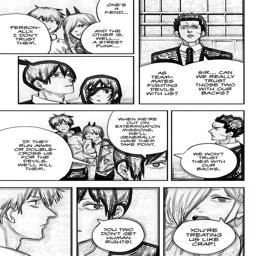 ONE'S
A
FIEND...
PERSON-
ALLY
I DON'T
TRUST
THEM.
AND THE
OTHER IS,
WELL...
A STREET
PUNK...
SIR... CAN
WE REALLY
TRUST
THOSE TWO
WITH OUR
BACKS?
AS
TEAM-
MATES
FIGHTING
DEVILS WITH
US?
WHEN WE'RE
OUT ON
EXTERMINATION
MISSIONS,
WE'LL
GENERALLY
HAVE THEM
TAKE POINT.
IF THEY
RUN AWAY
OR DOUBLE-
CROSS US
FOR THE
DEVILS,
WE'LL KILL
THEM.
WE WON'T
TRUST
THEM WITH
OUR
BACKS.
YOU TWO
DON'T GET
HUMAN
RIGHTS!
YOU'RE
TREATING
US LIKE
CRAP!